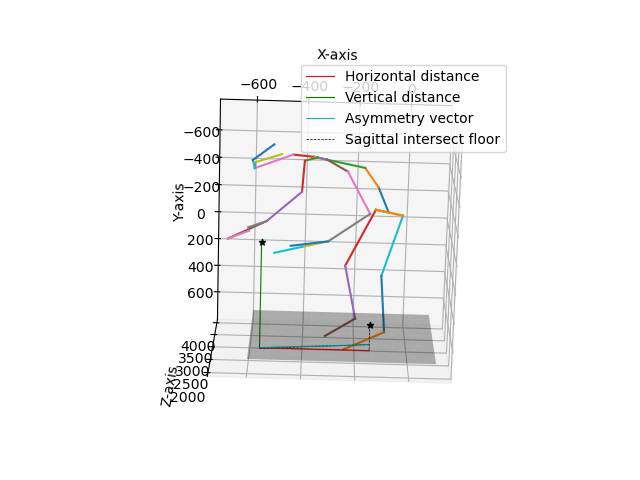 X-axis
−600 −400 −200 0
Horizontal distance
Vertical distance
Asymmetry vector
Sagittal intersect floor
−600
−400
−200
0
200
400
600
Y-axis
4000
3500
3000
2500
2000
Z-axis